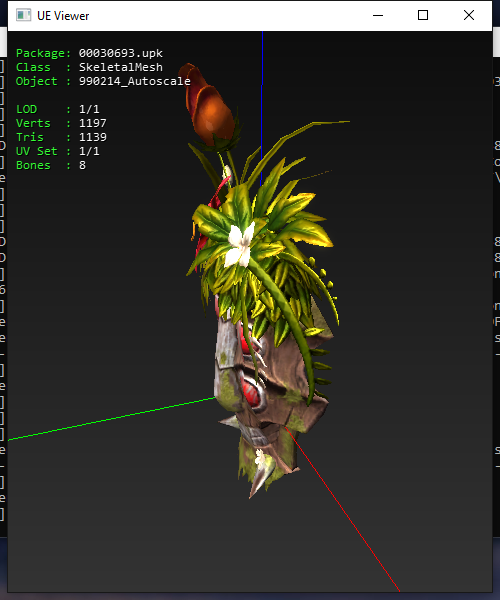 UE Viewer
Package: 00030693.upk
Class : SkeletalMesh
Object : 990214_Autoscale
LOD : 1/1
Verts : 1197
Tris : 1139
UV Set : 1/1
Bones : 8